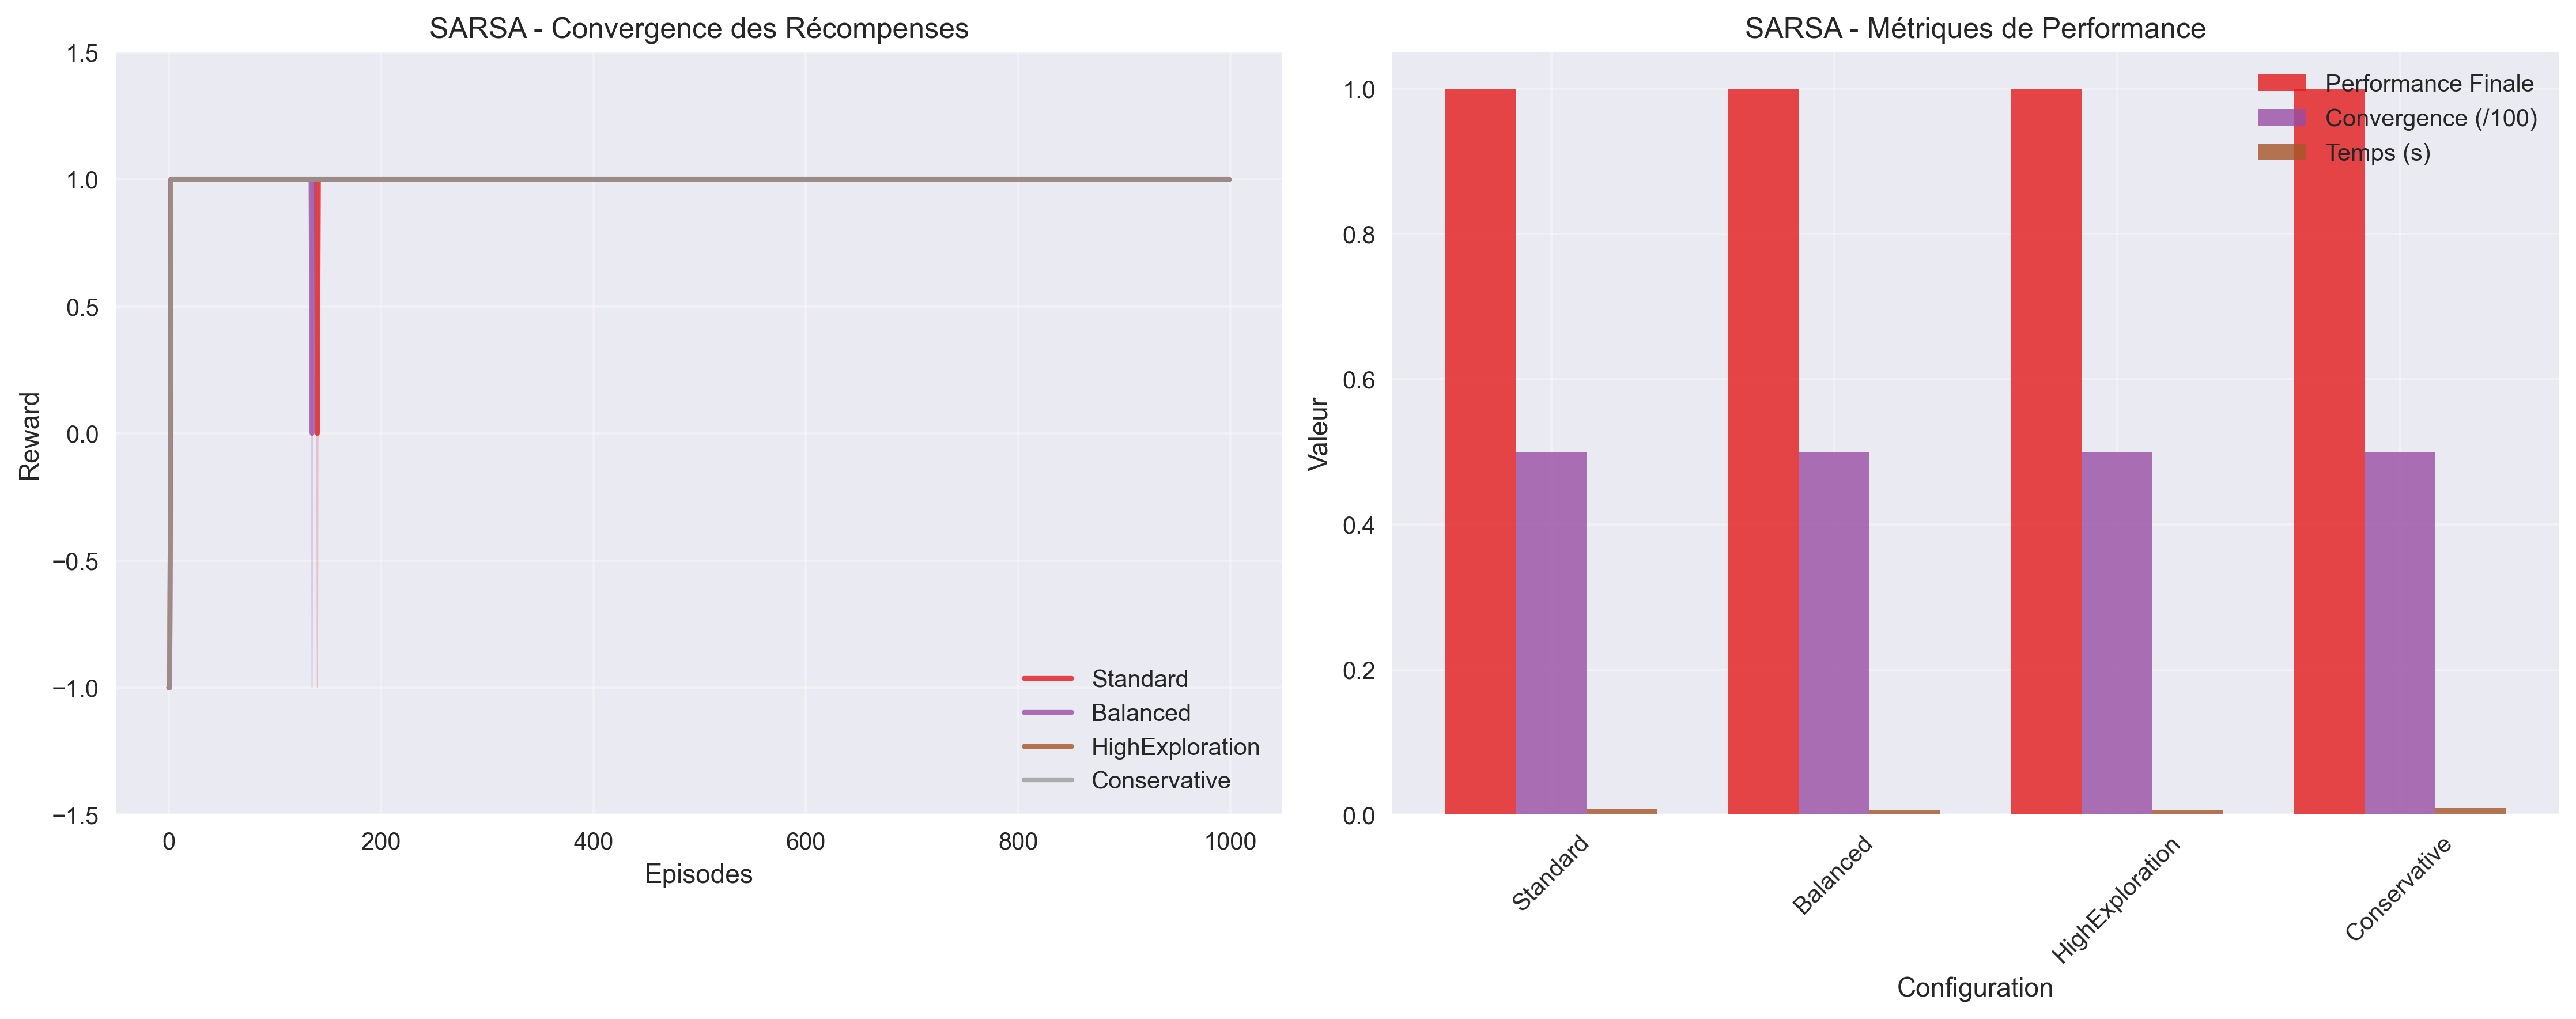 SARSA - Convergence des Récompenses
1.5
1.0
0.5
0.0
−0.5
−1.0
−1.5
Reward
0 200 400 600 800 1000
Episodes
Standard
Balanced
HighExploration
Conservative
SARSA - Métriques de Performance
1.0
0.8
0.6
0.4
0.2
0.0
Valeur
Performance Finale
Convergence (/100)
Temps (s)
Standard
Balanced
HighExploration
Conservative
Configuration